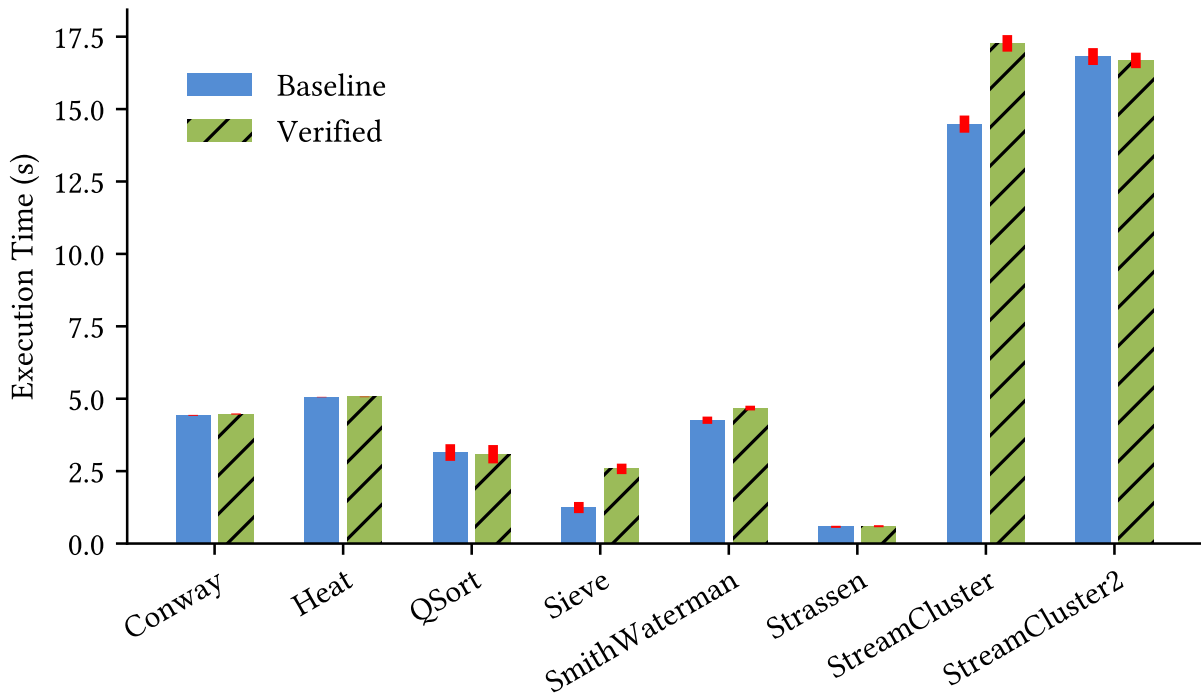 17.5
15.0
12.5
10.0
7.5
5.0
2.5
0.0
Execution Time (s)
Baseline
Verified
Conway
Heat
QSort
Sieve
SmithWaterman
Strassen
StreamCluster
StreamCluster2